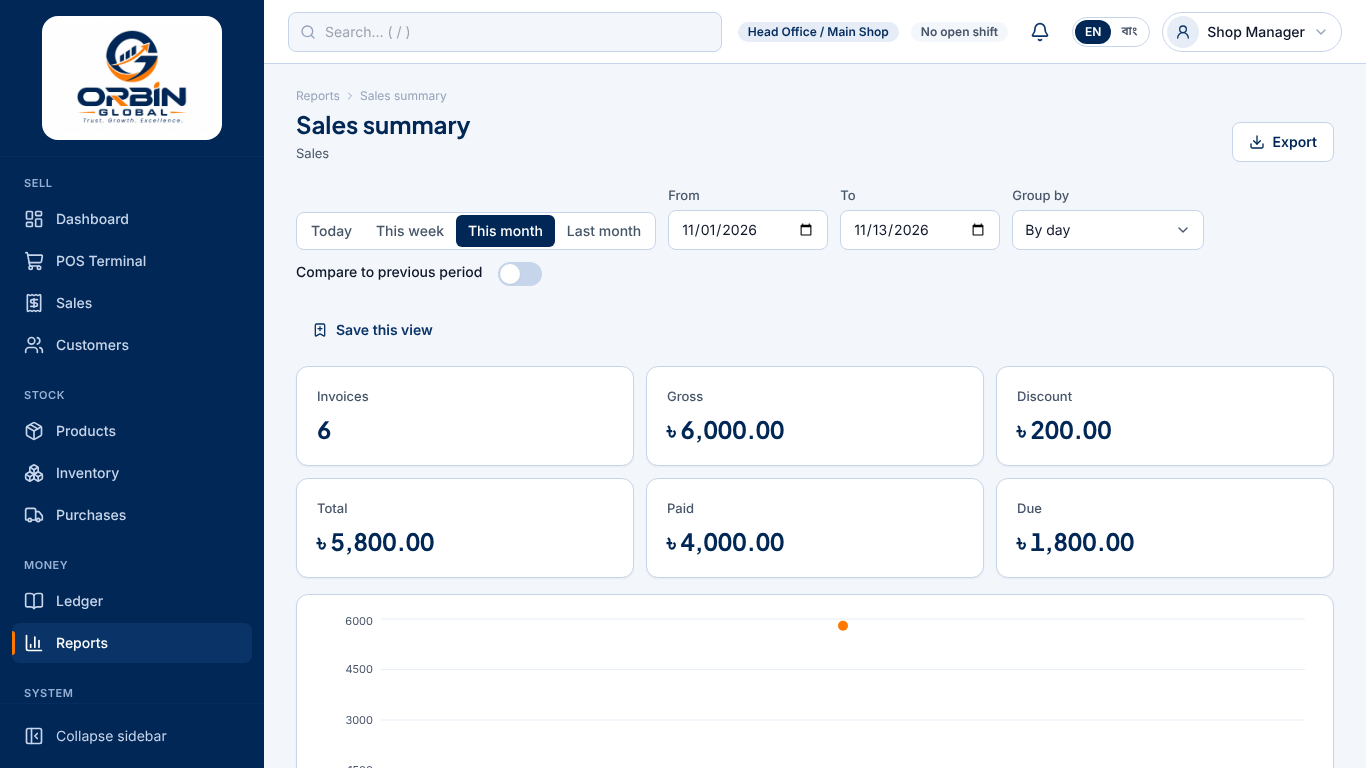 ORBIN
GLOBAL
Trust. Growth. Excellence.
SELL
Dashboard
POS Terminal
Sales
Customers
STOCK
Products
Inventory
Purchases
MONEY
Ledger
Reports
SYSTEM
Collapse sidebar
Search... ( / )
Head Office / Main Shop
No open shift
EN
বাং
Shop Manager
Reports > Sales summary
Sales summary
Sales
Export
Today
This week
This month
Last month
From
11/01/2026
To
11/13/2026
Group by
By day
Compare to previous period
Save this view
Invoices
6
Gross
৳ 6,000.00
Discount
৳ 200.00
Total
৳ 5,800.00
Paid
৳ 4,000.00
Due
৳ 1,800.00
6000
4500
3000